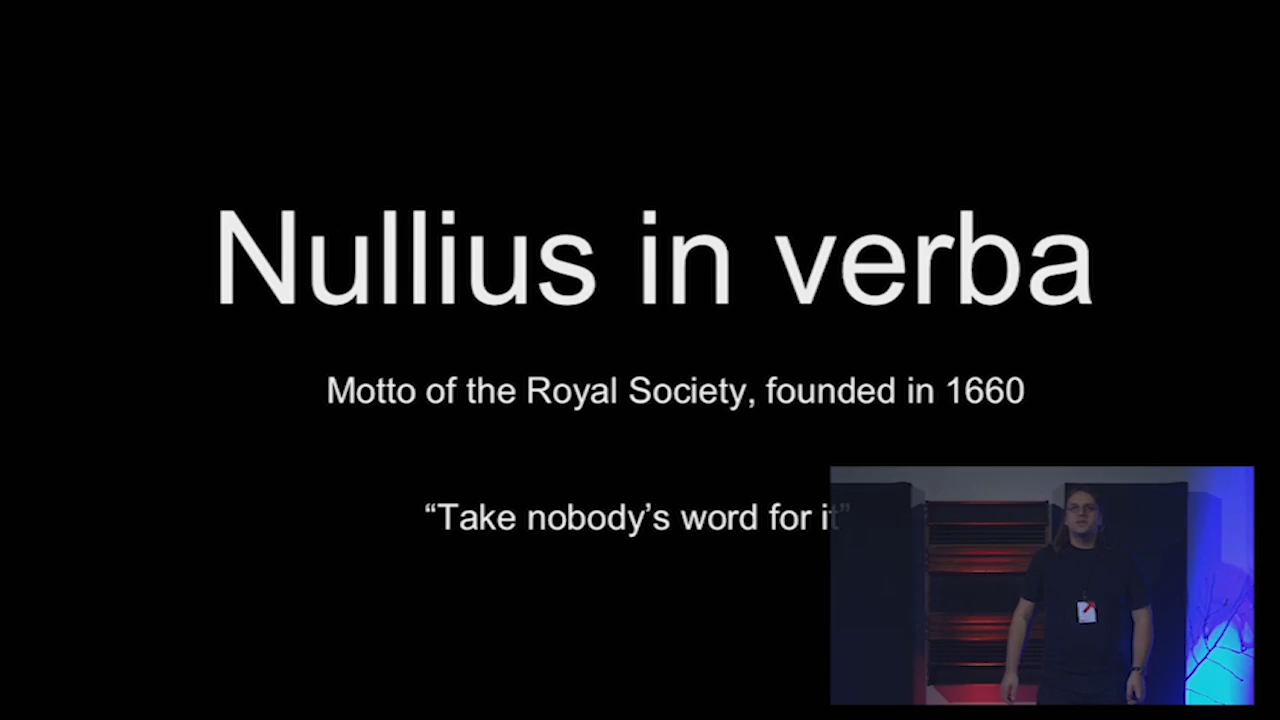 Nullius in verba
Motto of the Royal Society, founded in 1660
“Take nobody’s word for it”